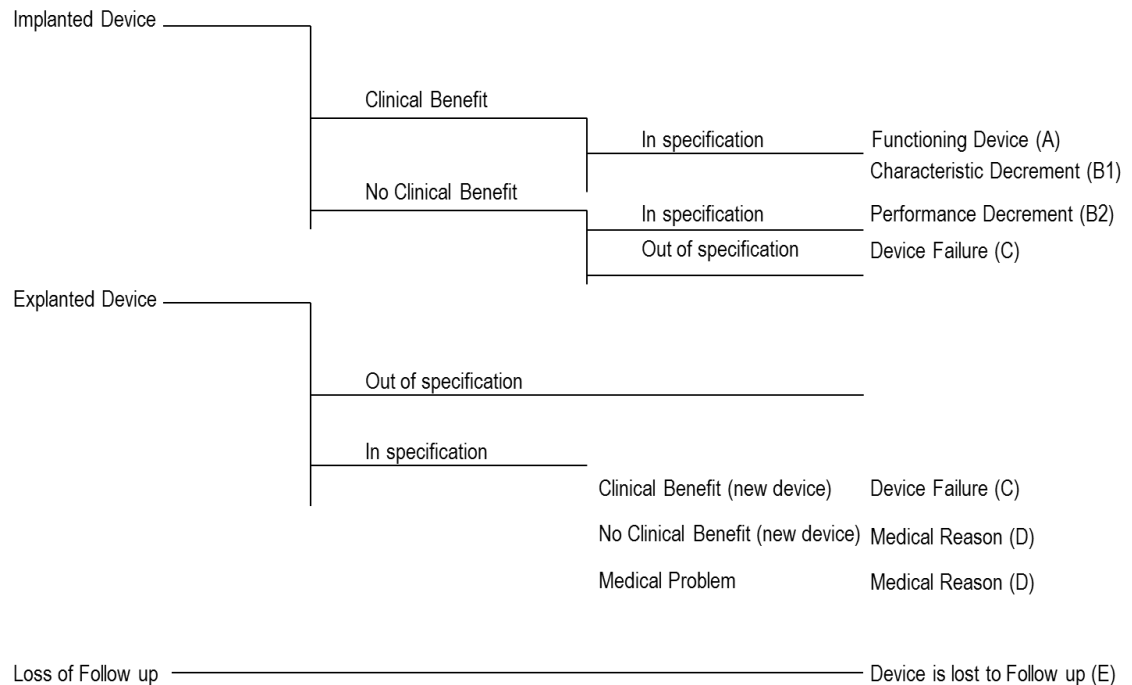 Implanted Device
Clinical Benefit
In specification Functioning Device (A)
Characteristic Decrement (B1)
No Clinical Benefit
In specification Performance Decrement (B2)
Out of specification Device Failure (C)
Explanted Device
Out of specification
In specification
Clinical Benefit (new device) Device Failure (C)
No Clinical Benefit (new device) Medical Reason (D)
Medical Problem Medical Reason (D)
Loss of Follow up Device is lost to Follow up (E)